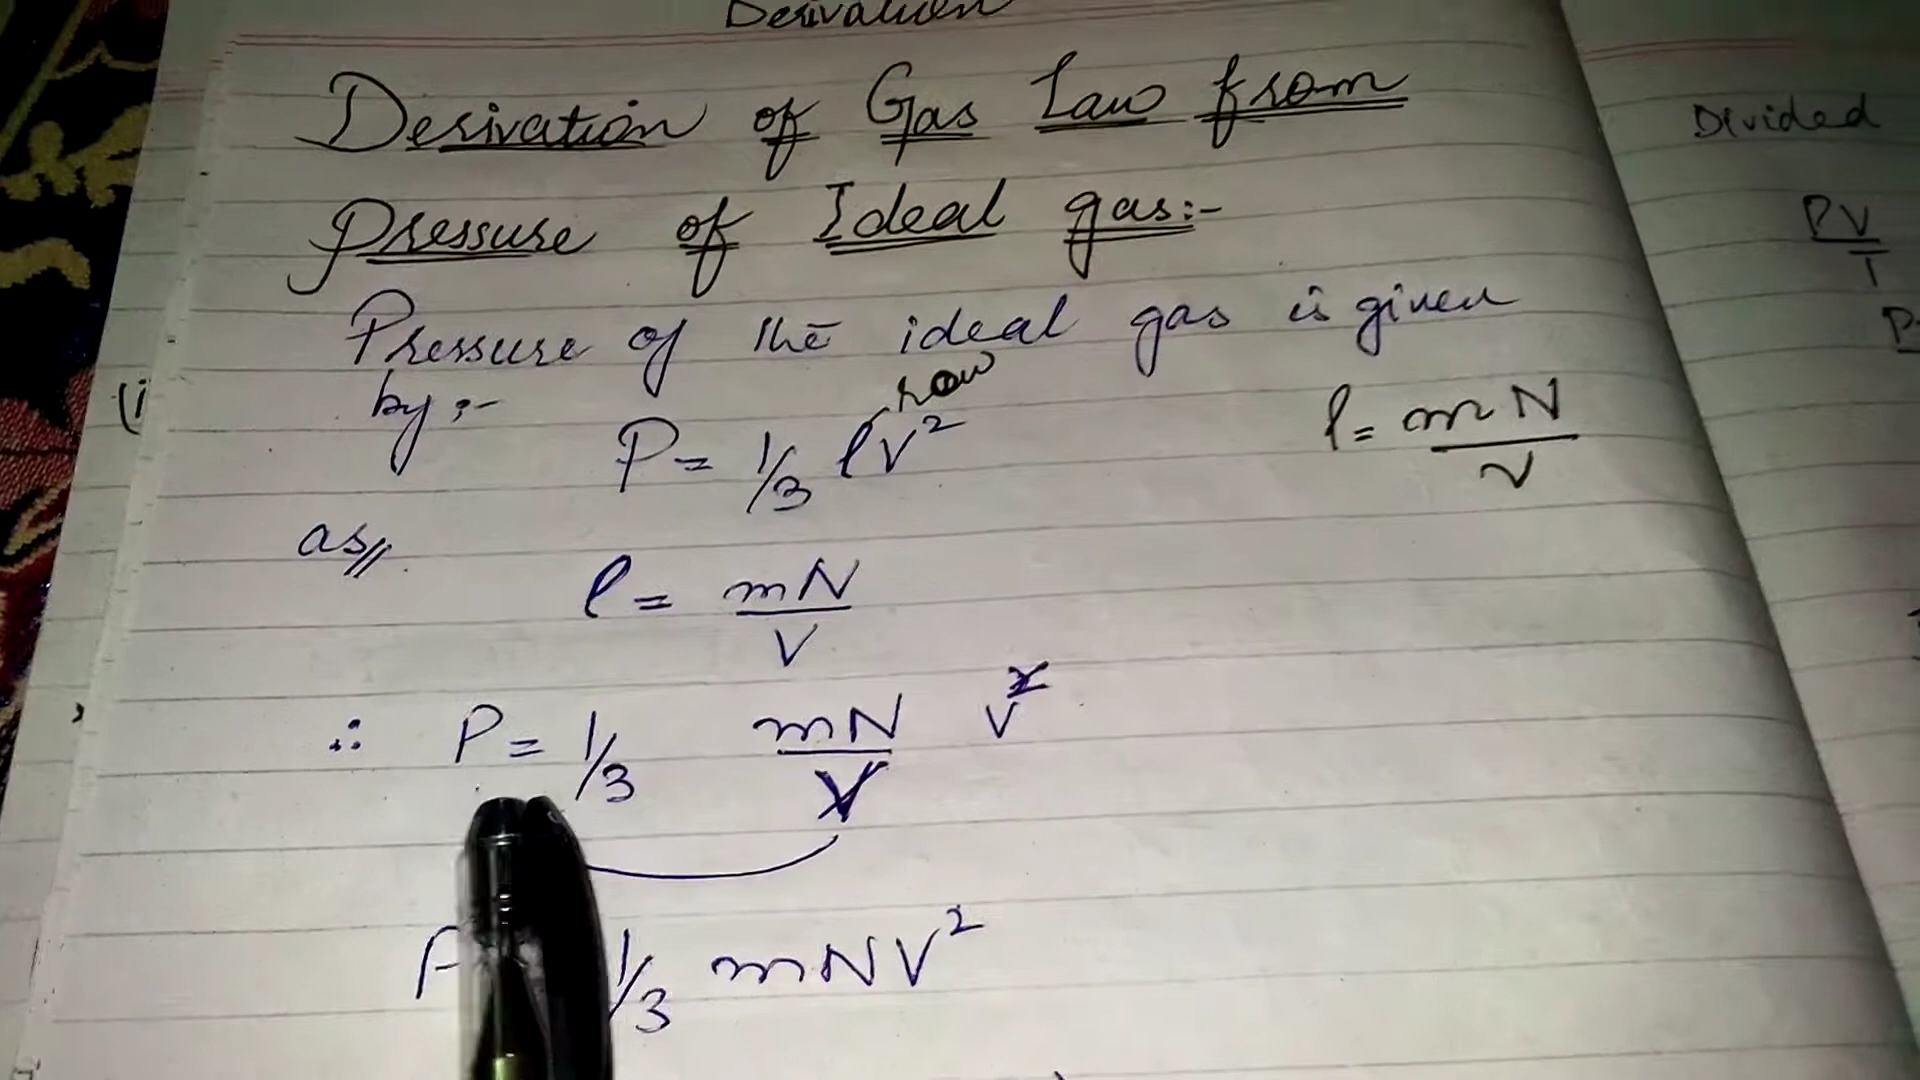 Derivation
Derivation of Gas Law from
Pressure of Ideal gas:-
Pressure of the ideal gas is given
by:-
row
P = 1/3 ρV²
ρ = mN/V
as//.
ρ = mN/V
∴ P = 1/3 mN/V V²
1/3 mNV²
(i
Divided
PV/T